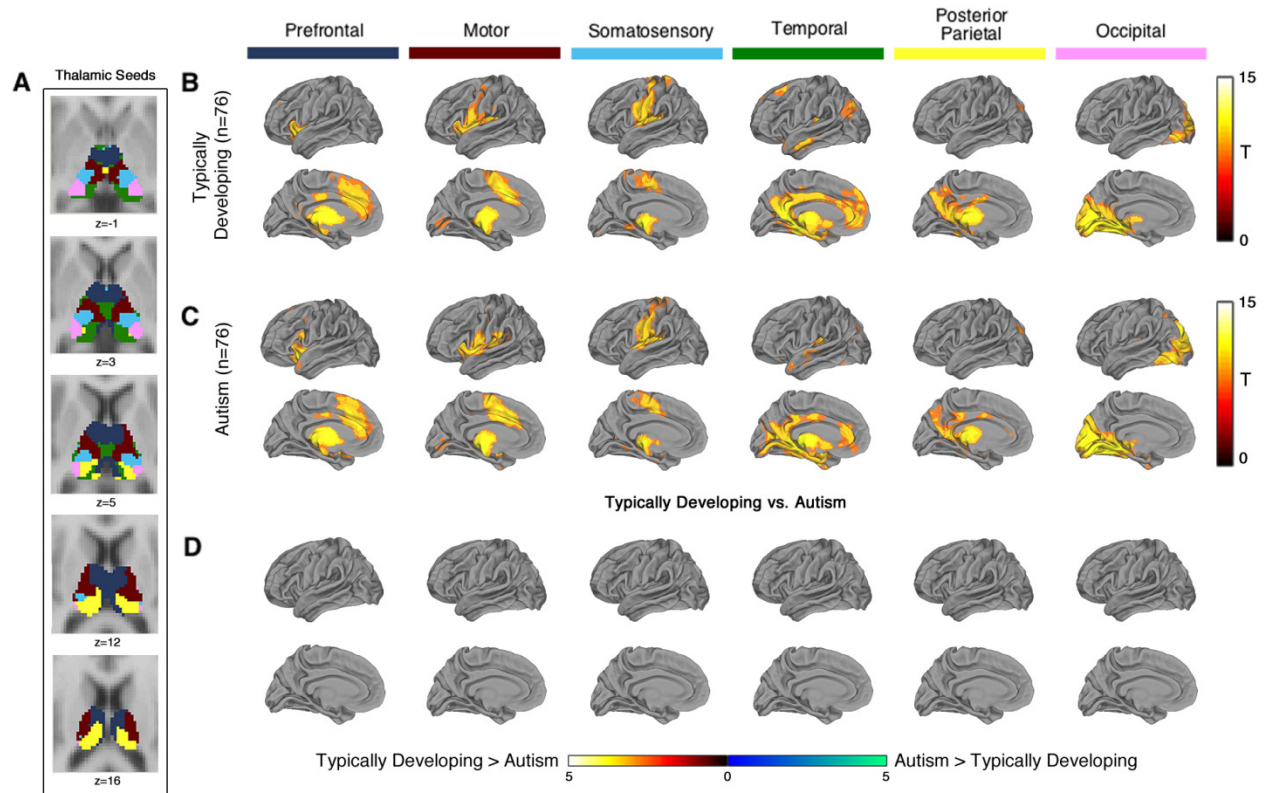 Prefrontal
Motor
Somatosensory
Temporal
Posterior
Parietal
Occipital
A
Thalamic Seeds
z=-1
z=3
z=5
z=12
z=16
B
Typically
Developing (n=76)
15
T
0
C
Autism (n=76)
15
T
0
Typically Developing vs. Autism
D
Typically Developing > Autism
5
0
5
Autism > Typically Developing